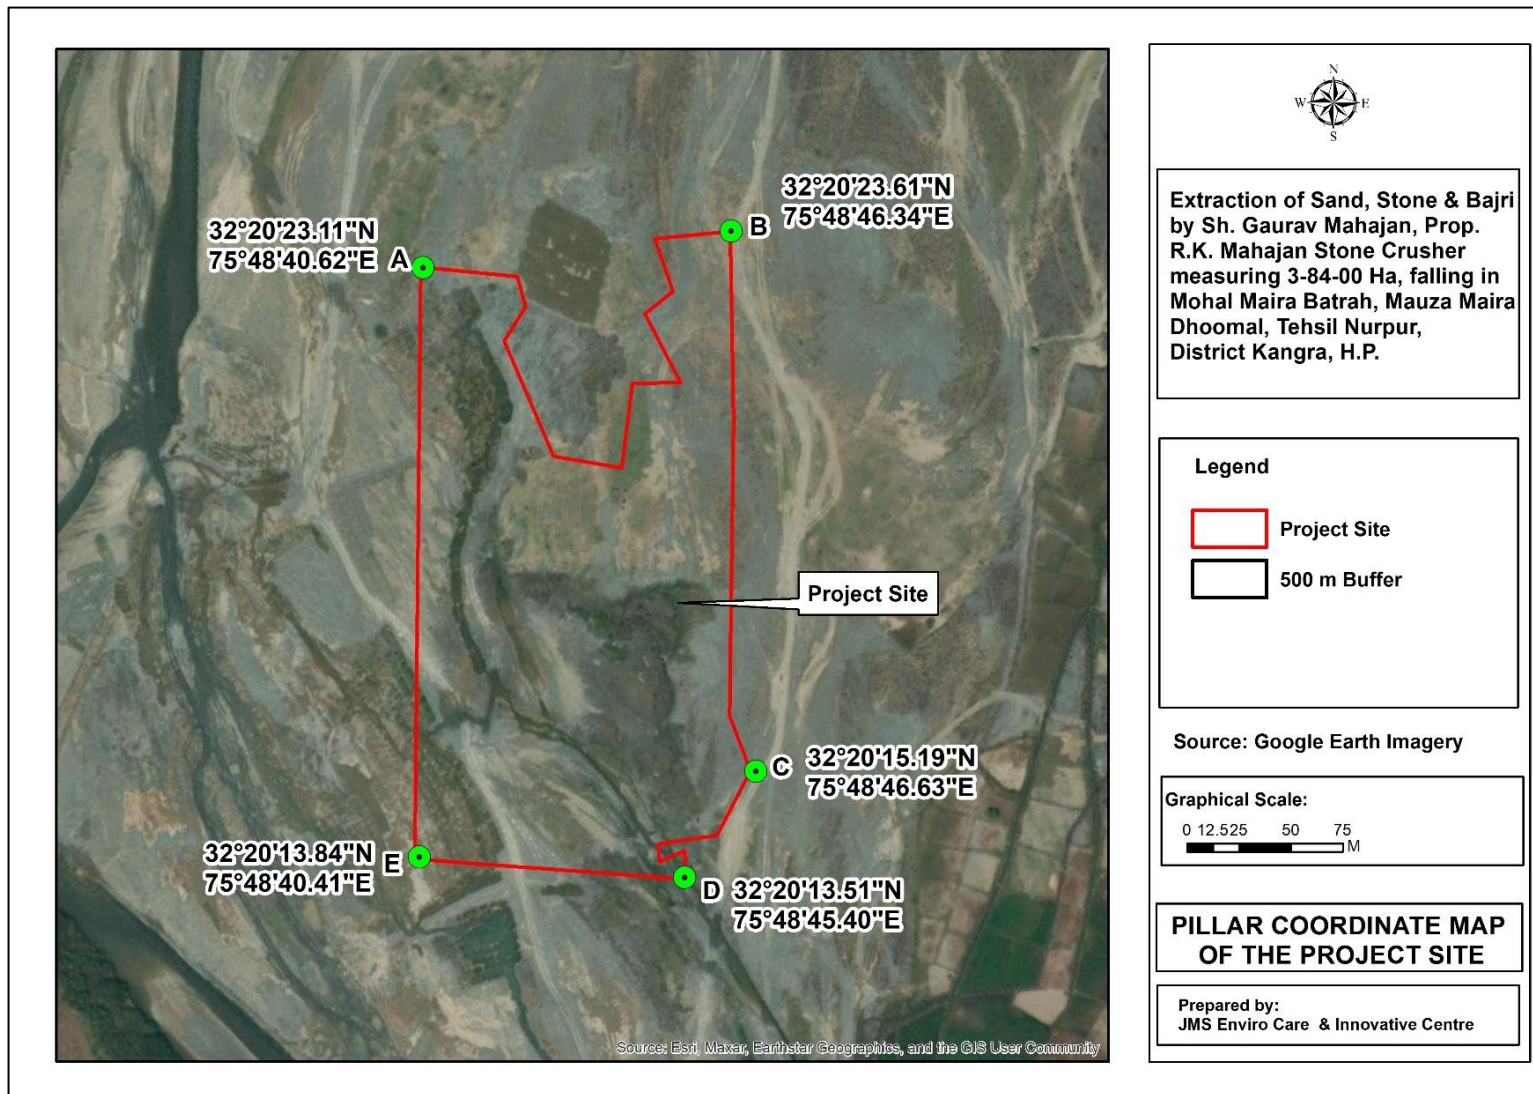 32°20'23.11"N
75°48'40.62"E
A
32°20'23.61"N
75°48'46.34"E
B
Project Site
C
32°20'15.19"N
75°48'46.63"E
32°20'13.84"N
75°48'40.41"E
E
D
32°20'13.51"N
75°48'45.40"E
Source: Esri, Maxar, Earthstar Geographics, and the GIS User Community
N
W E
S
Extraction of Sand, Stone & Bajri
by Sh. Gaurav Mahajan, Prop.
R.K. Mahajan Stone Crusher
measuring 3-84-00 Ha, falling in
Mohal Maira Batrah, Mauza Maira
Dhoomal, Tehsil Nurpur,
District Kangra, H.P.
Legend
Project Site
500 m Buffer
Source: Google Earth Imagery
Graphical Scale:
0 12.525 50 75
M
PILLAR COORDINATE MAP
OF THE PROJECT SITE
Prepared by:
JMS Enviro Care & Innovative Centre